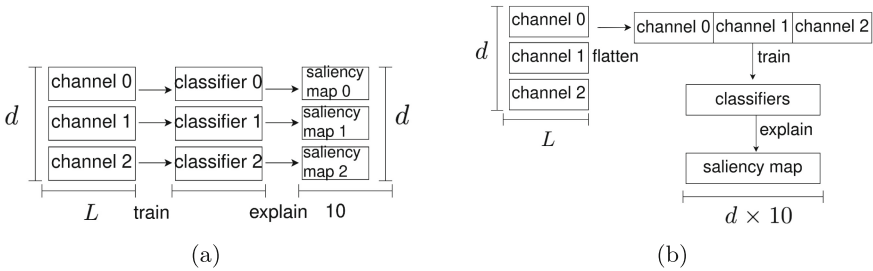 channel 0 classifier 0 saliency
map 0
channel 1 classifier 1 saliency
map 1
channel 2 classifier 2 saliency
map 2
d
d
L train explain 10
(a)
channel 0
channel 1 flatten
channel 2
d
L
channel 0 channel 1 channel 2
train
classifiers
explain
saliency map
d × 10
(b)